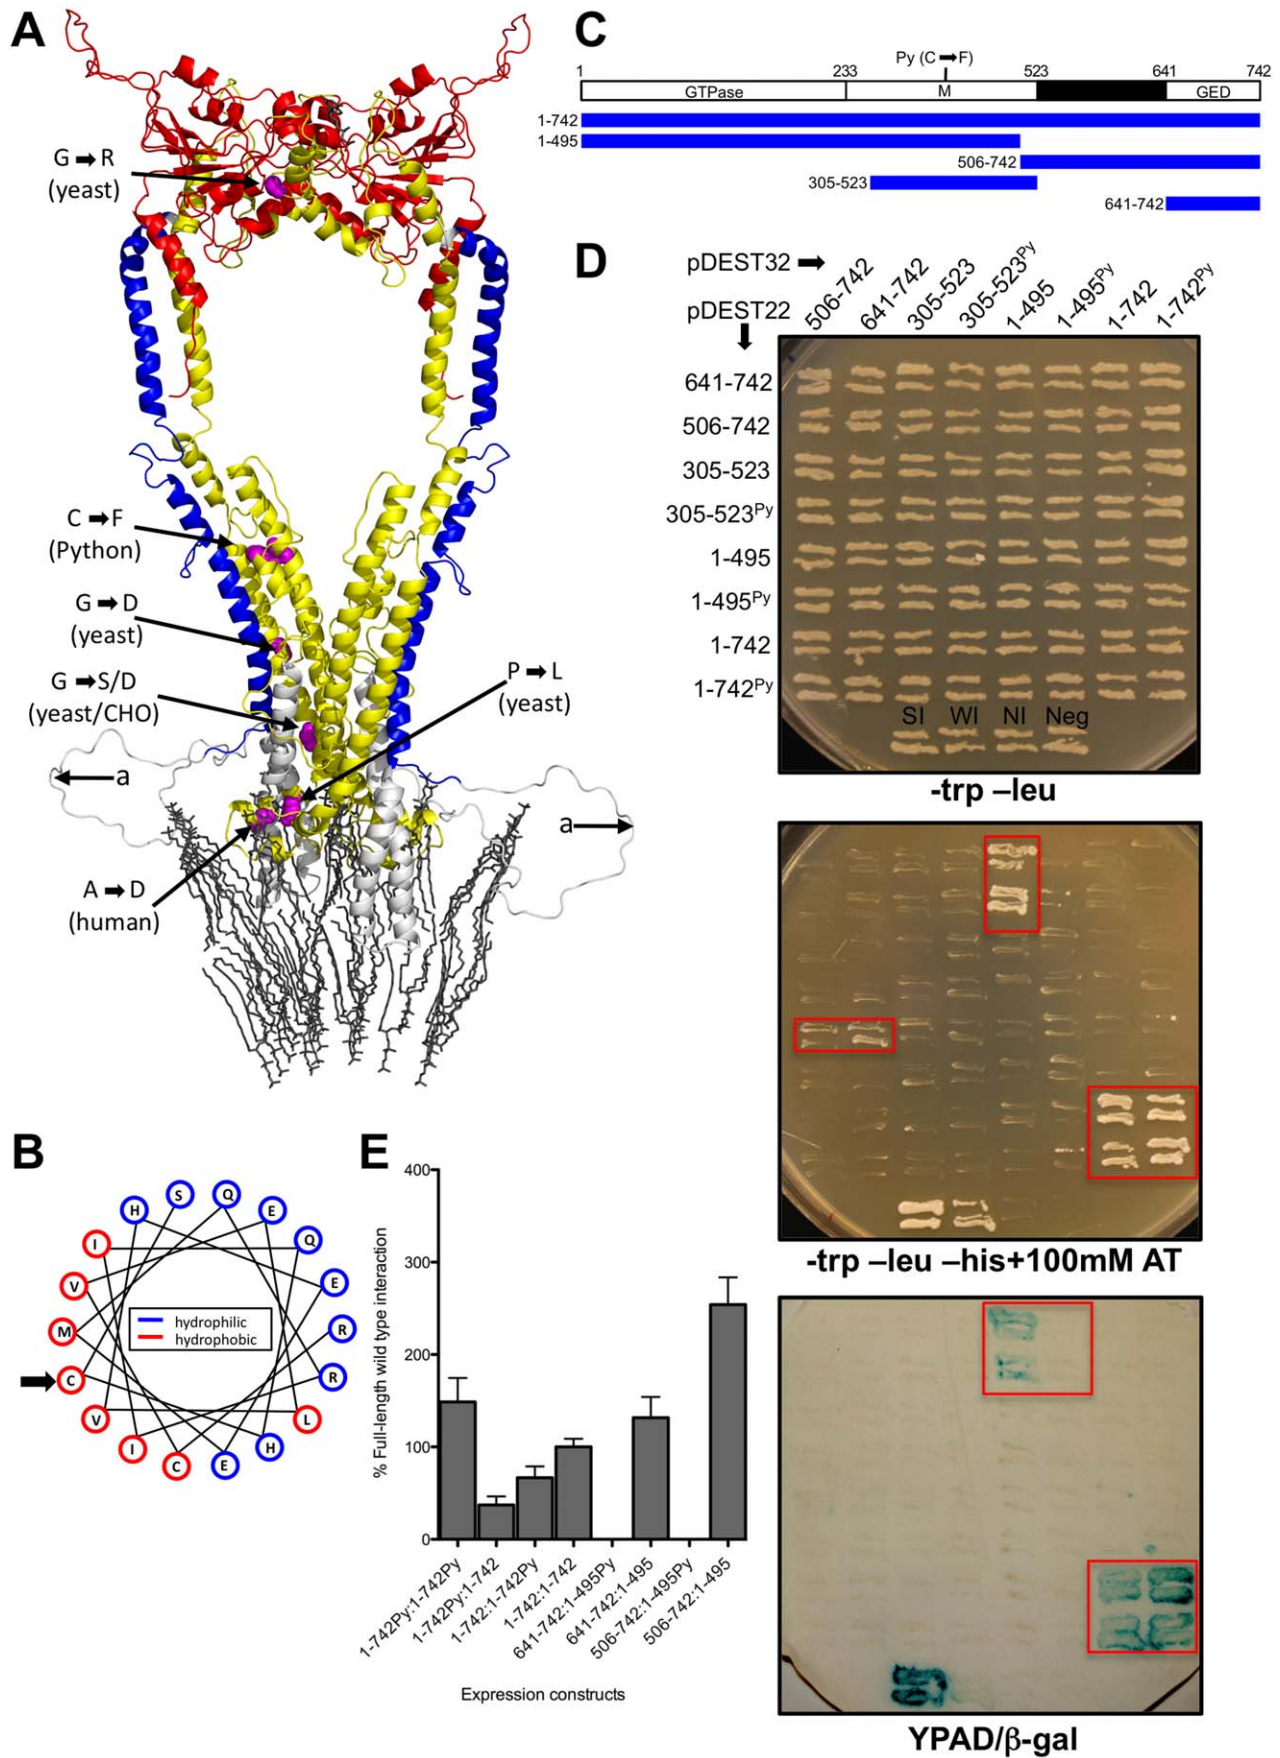 A
G ➡ R
(yeast)
C ➡ F
(Python)
G ➡ D
(yeast)
G ➡ S/D
(yeast/CHO)
P ➡ L
(yeast)
a
a
A ➡ D
(human)
B
H S Q E Q E R R L H E C I V C M V I
hydrophilic
hydrophobic
C
Py (C ➡ F)
1 233 523 641 742
GTPase M GED
1-742
1-495
506-742
305-523
641-742
D
pDEST32 ➡
pDEST22
506-742 641-742 305-523 305-523Py 1-495 1-495Py 1-742 1-742Py
641-742
506-742
305-523
305-523Py
1-495
1-495Py
1-742
1-742Py
SI WI NI Neg
-trp –leu
-trp –leu –his+100mM AT
YPAD/β-gal
E
% Full-length wild type interaction
400
300
200
100
0
1-742Py:1-742Py
1-742Py:1-742
1-742:1-742Py
1-742:1-742
641-742:1-495Py
641-742:1-495
506-742:1-495Py
506-742:1-495
Expression constructs